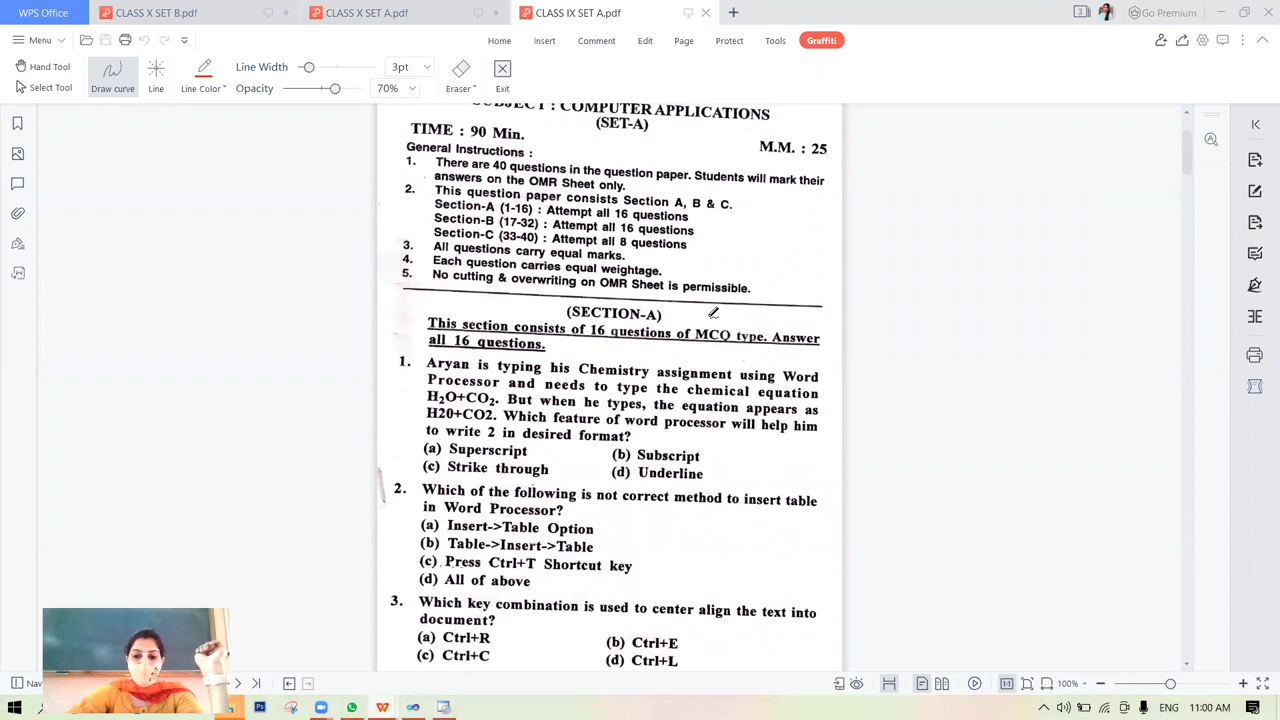 WPS Office
CLASS X SET B.pdf
CLASS X SET A.pdf
CLASS IX SET A.pdf
Go Premium
Menu
Home
Insert
Comment
Edit
Page
Protect
Tools
Graffiti
Hand Tool
Select Tool
Draw curve
Line
Line Color
Line Width
3pt
Opacity
70%
Eraser
Exit
SUBJECT : COMPUTER APPLICATIONS
(SET-A)
TIME : 90 Min.
M.M. : 25
General Instructions :
1. There are 40 questions in the question paper. Students will mark their
answers on the OMR Sheet only.
2. This question paper consists Section A, B & C.
Section-A (1-16) : Attempt all 16 questions
Section-B (17-32) : Attempt all 16 questions
Section-C (33-40) : Attempt all 8 questions
3. All questions carry equal marks.
4. Each question carries equal weightage.
5. No cutting & overwriting on OMR Sheet is permissible.
(SECTION-A)
This section consists of 16 questions of MCQ type. Answer
all 16 questions.
1. Aryan is typing his Chemistry assignment using Word
Processor and needs to type the chemical equation
H₂O+CO₂. But when he types, the equation appears as
H20+CO2. Which feature of word processor will help him
to write 2 in desired format?
(a) Superscript (b) Subscript
(c) Strike through (d) Underline
2. Which of the following is not correct method to insert table
in Word Processor?
(a) Insert->Table Option
(b) Table->Insert->Table
(c) Press Ctrl+T Shortcut key
(d) All of above
3. Which key combination is used to center align the text into
document?
(a) Ctrl+R (b) Ctrl+E
(c) Ctrl+C (d) Ctrl+L
Nav
100%
ENG
11:00 AM